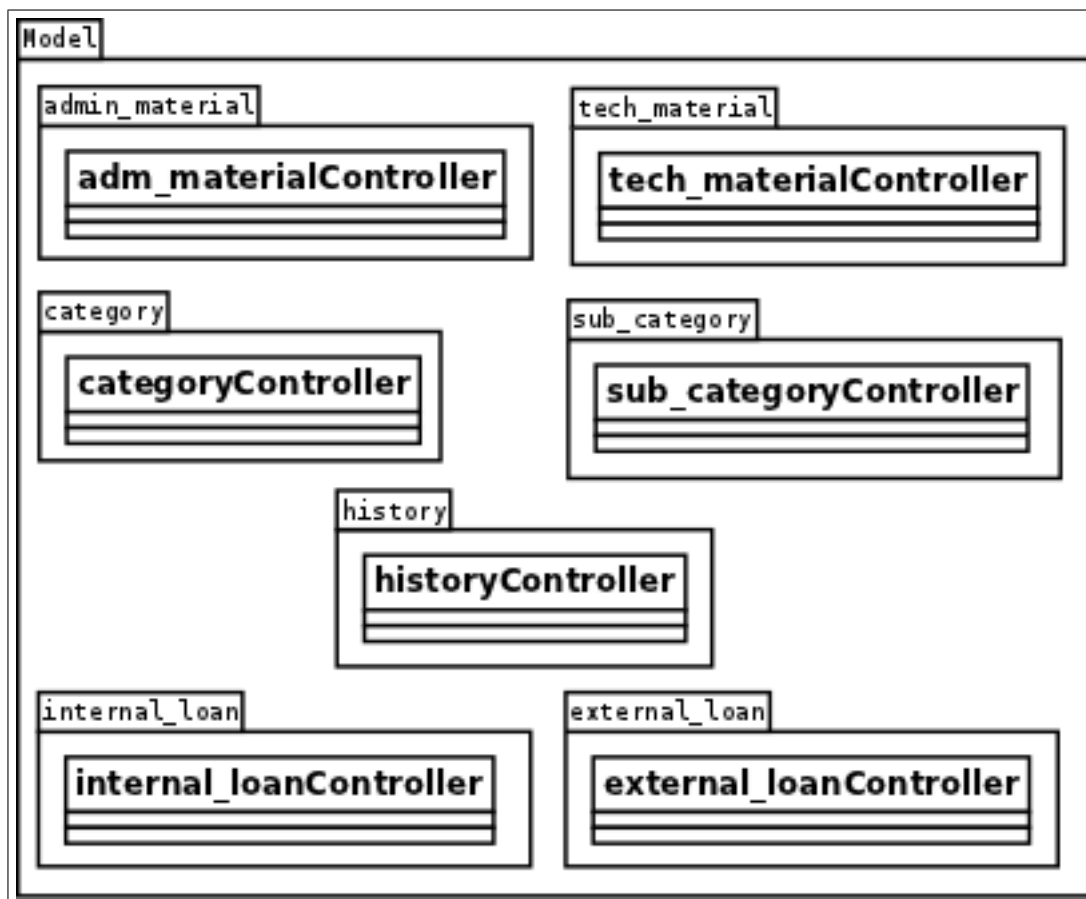 Model
admin_material
adm_materialController
tech_material
tech_materialController
category
categoryController
sub_category
sub_categoryController
history
historyController
internal_loan
internal_loanController
external_loan
external_loanController